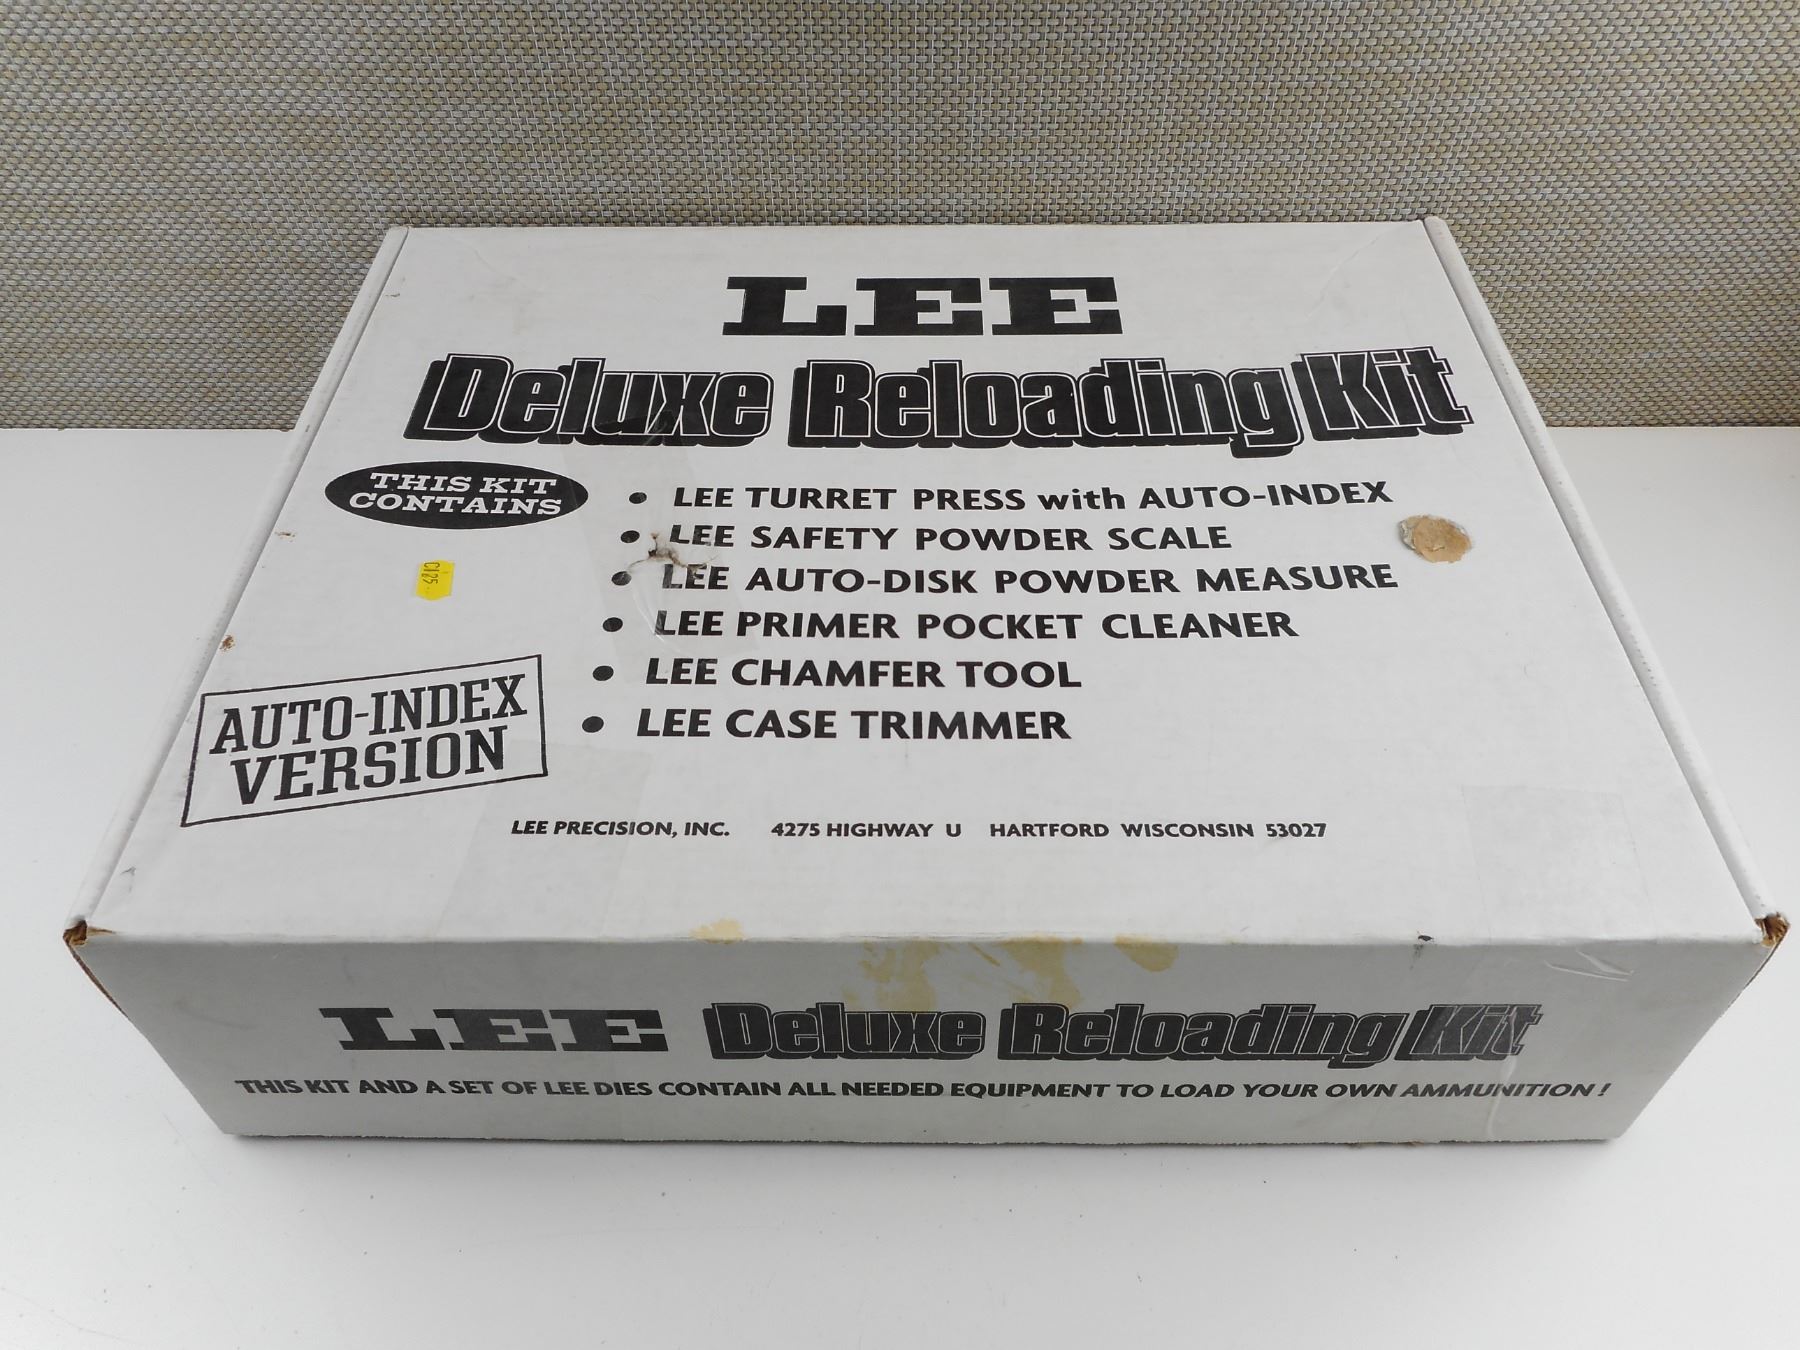 LEE
Deluxe Reloading Kit
THIS KIT
CONTAINS
• LEE TURRET PRESS with AUTO-INDEX
• LEE SAFETY POWDER SCALE
• LEE AUTO-DISK POWDER MEASURE
• LEE PRIMER POCKET CLEANER
• LEE CHAMFER TOOL
• LEE CASE TRIMMER
AUTO-INDEX
VERSION
LEE PRECISION, INC. 4275 HIGHWAY U HARTFORD WISCONSIN 53027
LEE Deluxe Reloading Kit
THIS KIT AND A SET OF LEE DIES CONTAIN ALL NEEDED EQUIPMENT TO LOAD YOUR OWN AMMUNITION !